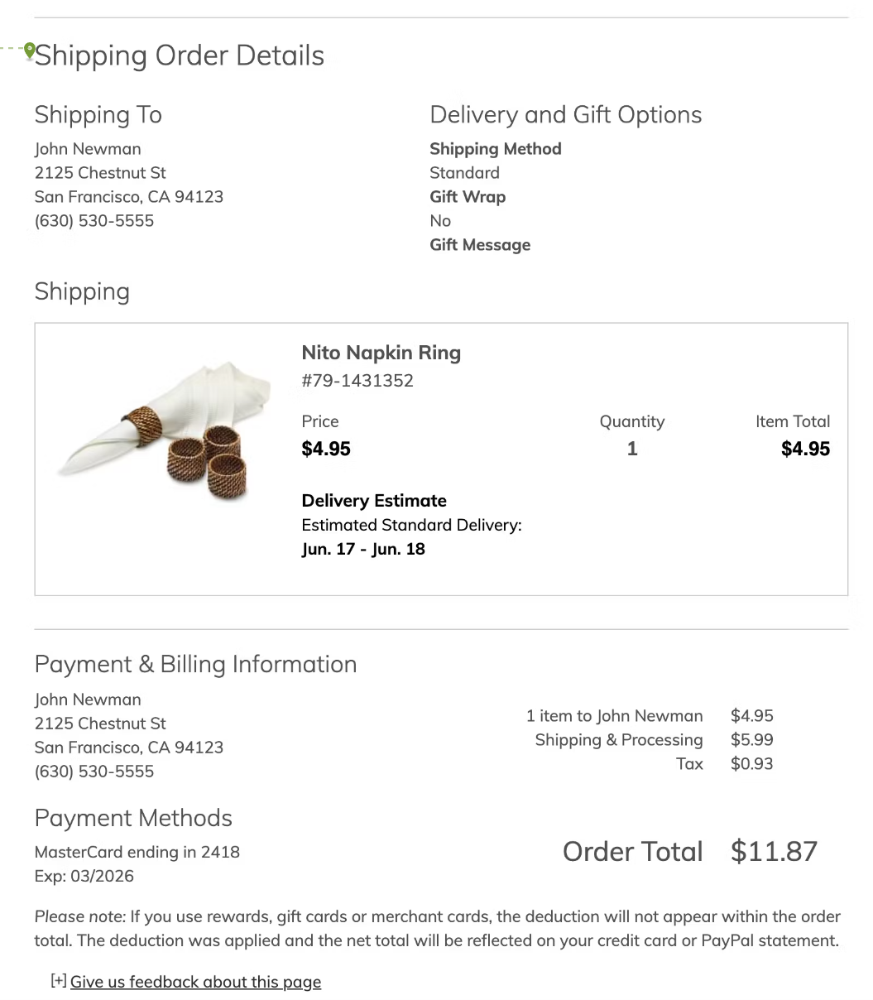 Shipping Order Details
Shipping To
John Newman
2125 Chestnut St
San Francisco, CA 94123
(630) 530-5555
Delivery and Gift Options
Shipping Method
Standard
Gift Wrap
No
Gift Message
Shipping
Nito Napkin Ring
#79-1431352
Price Quantity Item Total
$4.95 1 $4.95
Delivery Estimate
Estimated Standard Delivery:
Jun. 17 - Jun. 18
Payment & Billing Information
John Newman
2125 Chestnut St
San Francisco, CA 94123
(630) 530-5555
1 item to John Newman $4.95
Shipping & Processing $5.99
Tax $0.93
Payment Methods
MasterCard ending in 2418
Exp: 03/2026
Order Total $11.87
Please note: If you use rewards, gift cards or merchant cards, the deduction will not appear within the order
total. The deduction was applied and the net total will be reflected on your credit card or PayPal statement.
[+] Give us feedback about this page